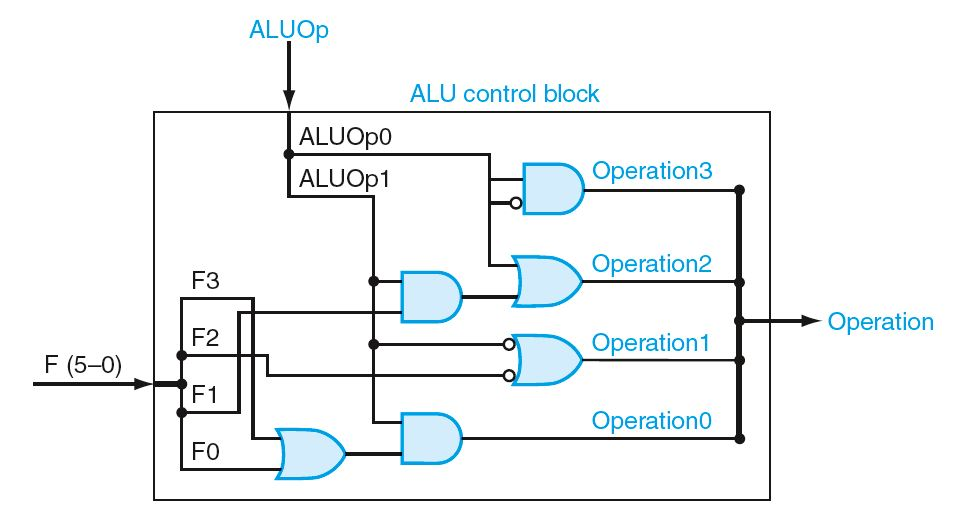 ALUOp
ALU control block
ALUOp0
ALUOp1
Operation3
Operation2
F3
F2
Operation1
Operation
F (5–0)
F1
Operation0
F0